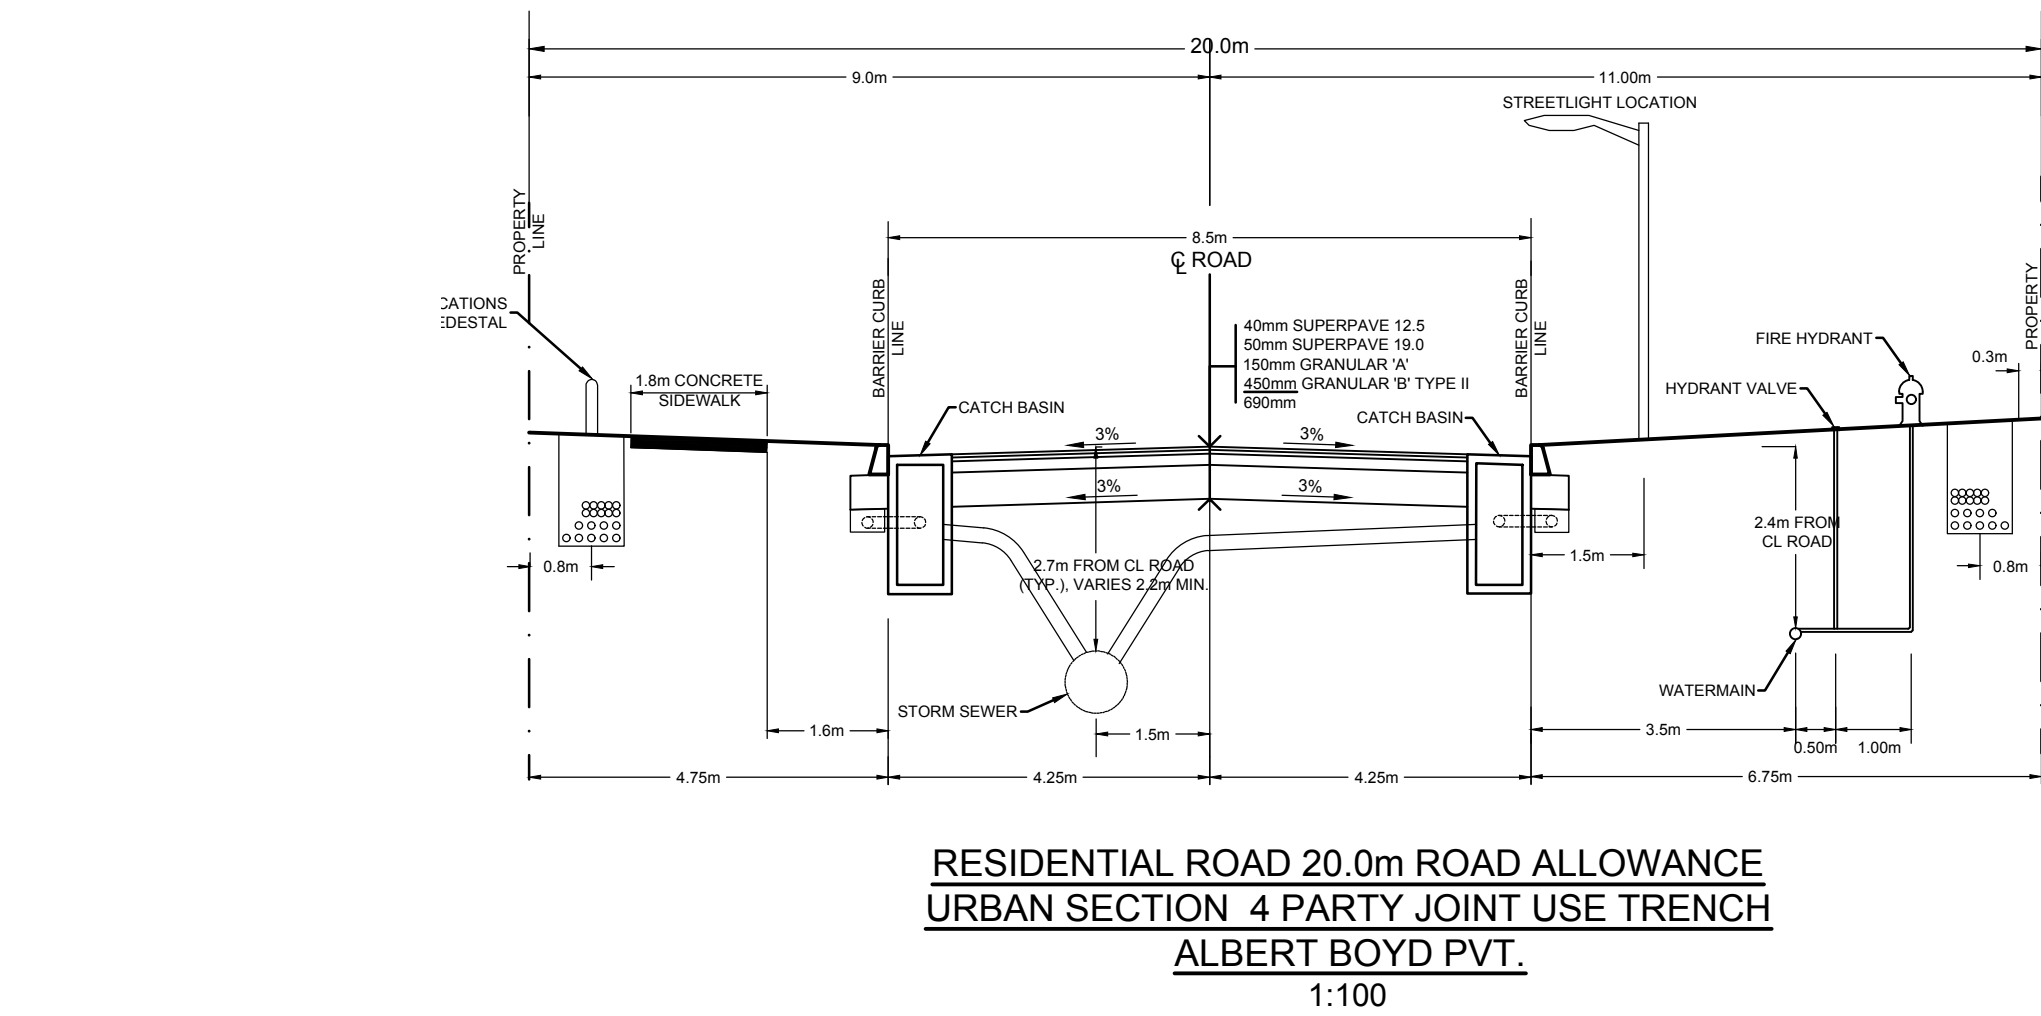 20.0m
9.0m
11.00m
STREETLIGHT LOCATION
PROPERTY
LINE
8.5m
℄ ROAD
BARRIER CURB
LINE
BARRIER CURB
LINE
PROPERTY
CATIONS
EDESTAL
40mm SUPERPAVE 12.5
50mm SUPERPAVE 19.0
150mm GRANULAR 'A'
450mm GRANULAR 'B' TYPE II
690mm
FIRE HYDRANT
0.3m
1.8m CONCRETE
SIDEWALK
HYDRANT VALVE
CATCH BASIN
CATCH BASIN
3%
3%
3%
3%
2.4m FROM
CL ROAD
0.8m
2.7m FROM CL ROAD
(TYP.), VARIES 2.2m MIN.
1.5m
0.8m
WATERMAIN
STORM SEWER
1.6m
1.5m
3.5m
0.50m
1.00m
4.75m
4.25m
4.25m
6.75m
RESIDENTIAL ROAD 20.0m ROAD ALLOWANCE
URBAN SECTION 4 PARTY JOINT USE TRENCH
ALBERT BOYD PVT.
1:100